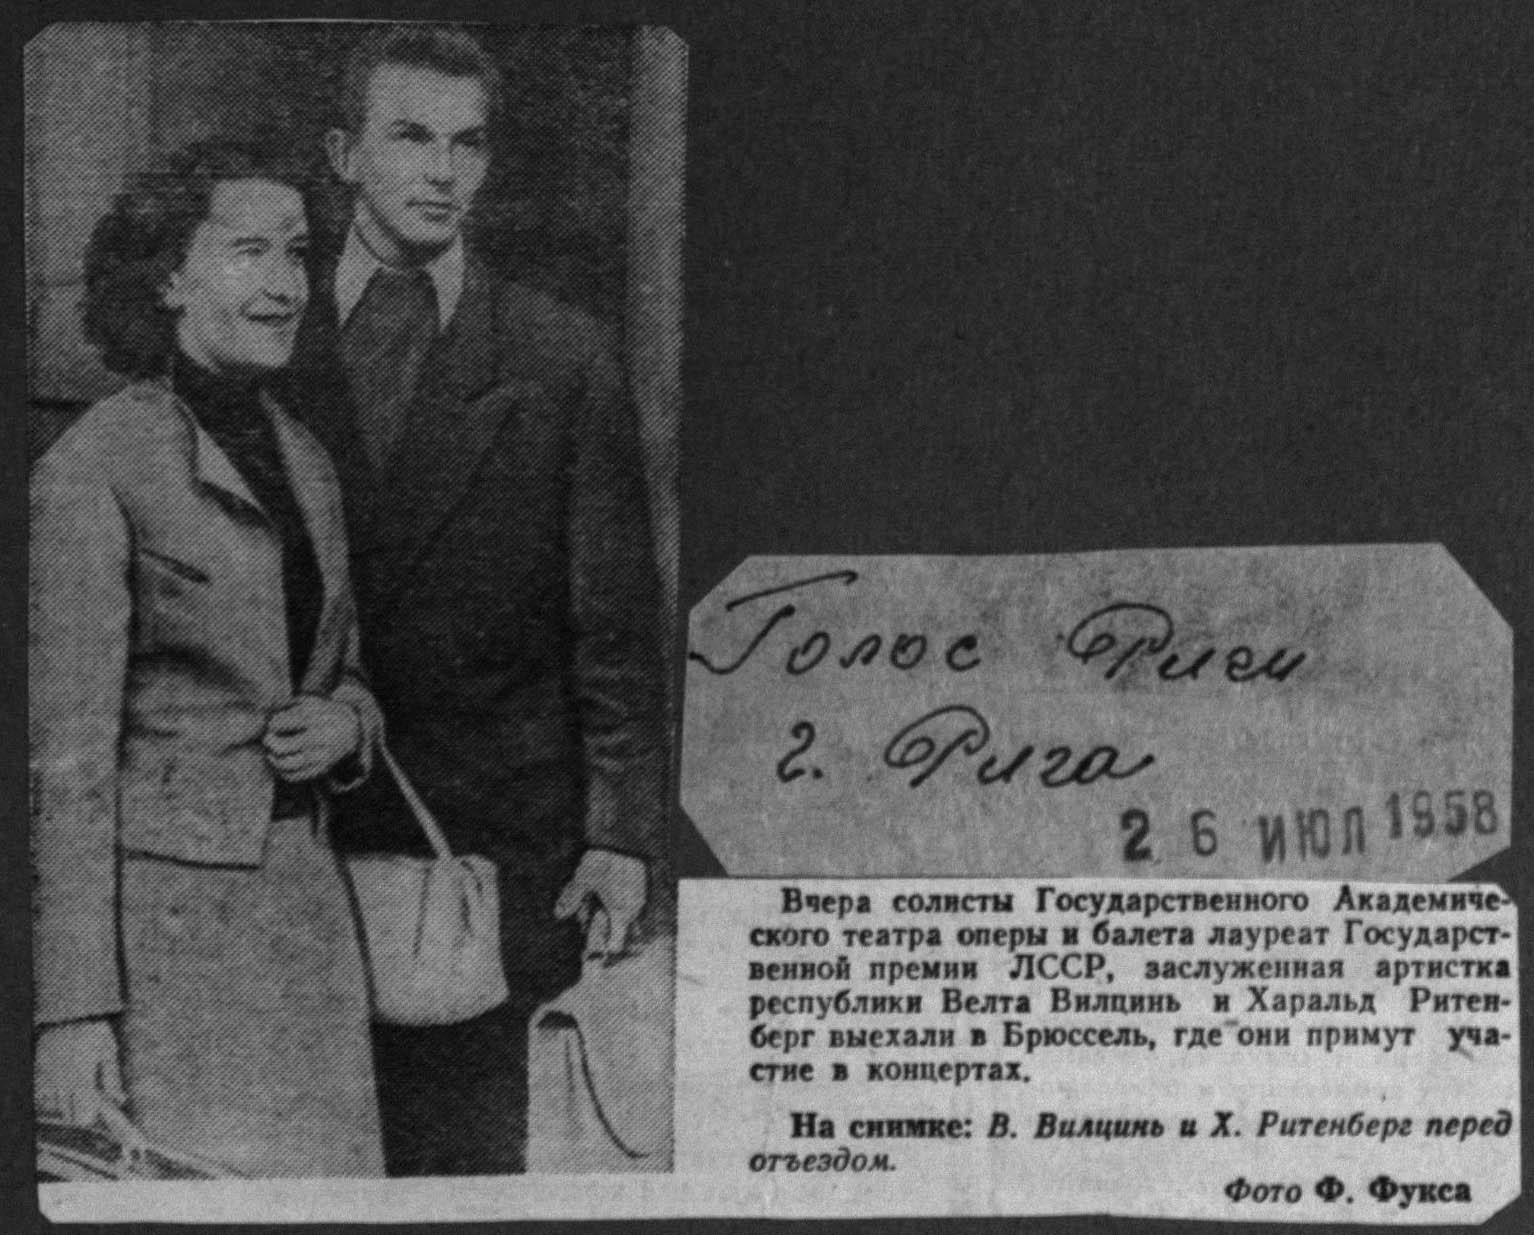 Голос Риги
г. Рига
2 6 ИЮЛ 1958
Вчера солисты Государственного Академиче-
ского театра оперы и балета лауреат Государст-
венной премии ЛССР, заслуженная артистка
республики Велта Вилцинь и Харальд Ритен-
берг выехали в Брюссель, где они примут уча-
стие в концертах.
На снимке: В. Вилцинь и Х. Ритенберг перед
отъездом.
Фото Ф. Фукса